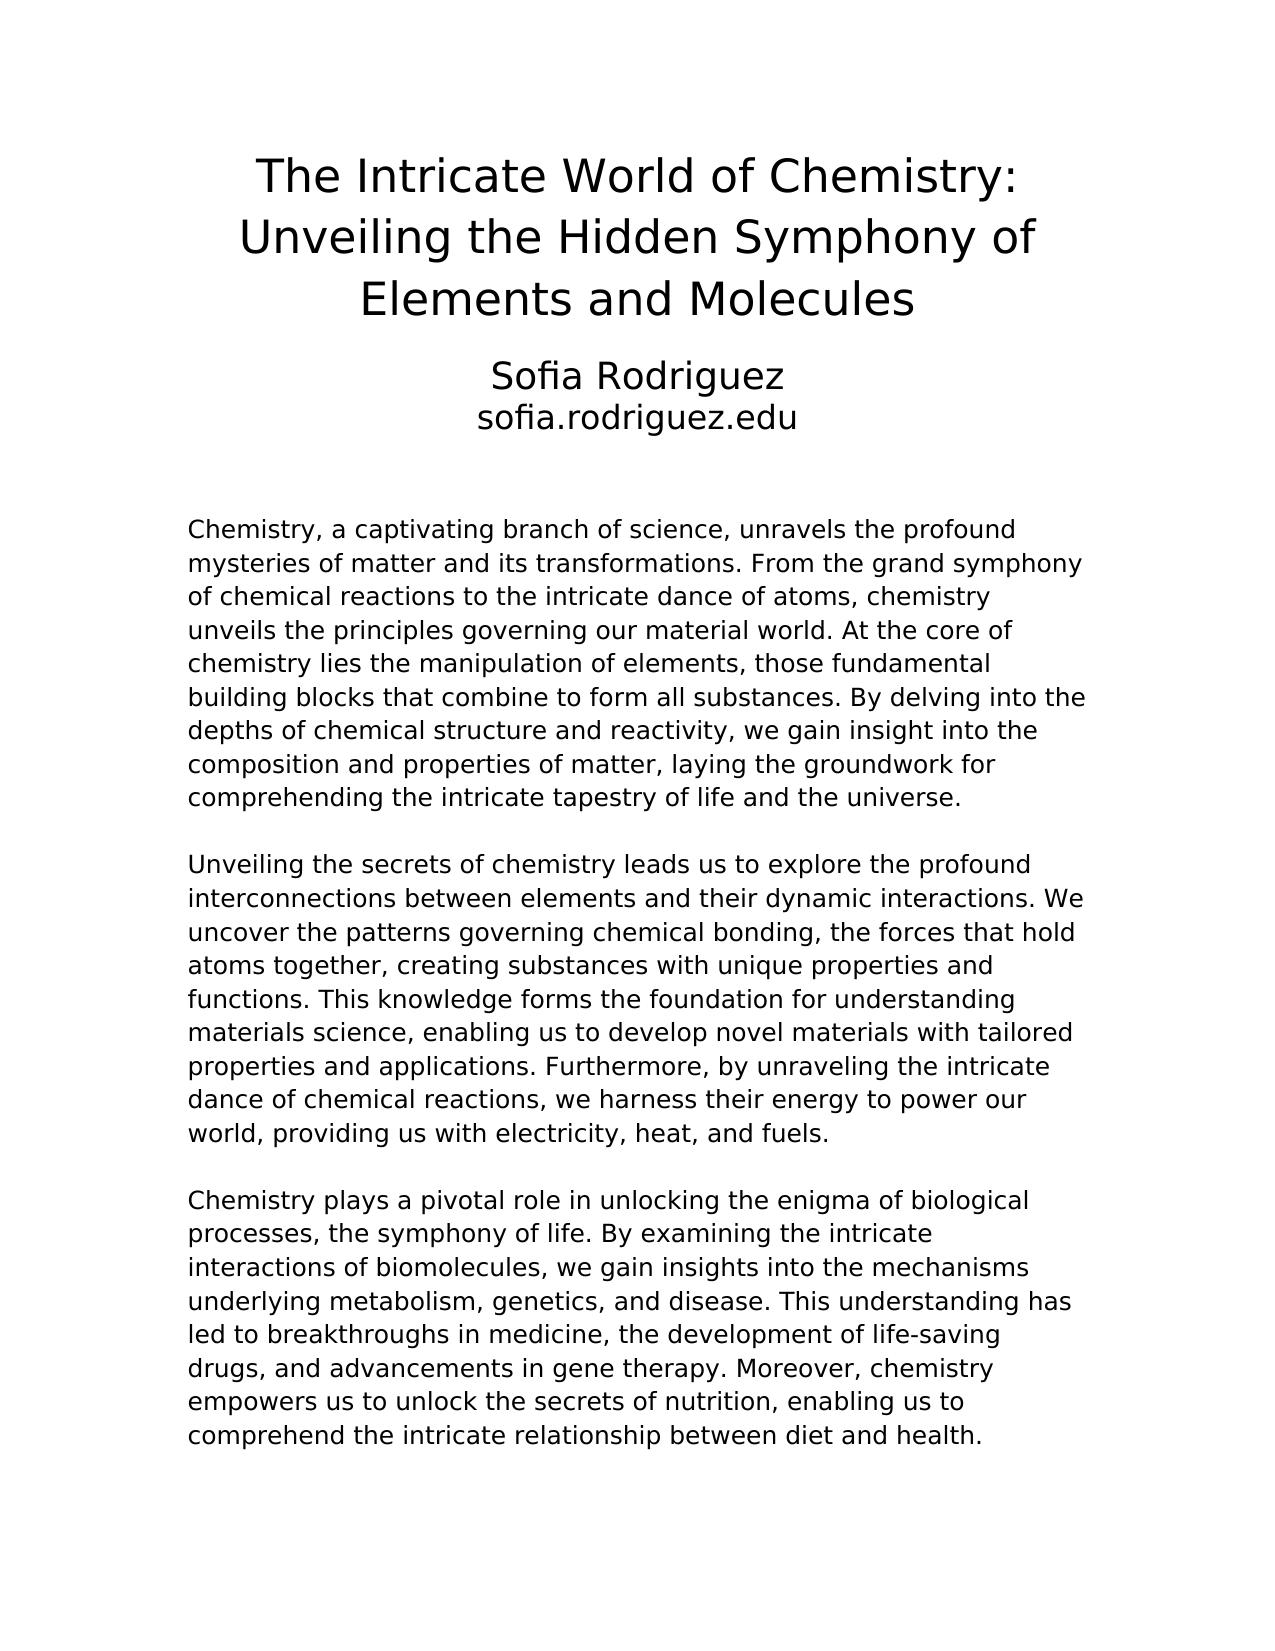 The Intricate World of Chemistry:
Unveiling the Hidden Symphony of
Elements and Molecules
Sofia Rodriguez
sofia.rodriguez.edu
Chemistry, a captivating branch of science, unravels the profound
mysteries of matter and its transformations. From the grand symphony
of chemical reactions to the intricate dance of atoms, chemistry
unveils the principles governing our material world. At the core of
chemistry lies the manipulation of elements, those fundamental
building blocks that combine to form all substances. By delving into the
depths of chemical structure and reactivity, we gain insight into the
composition and properties of matter, laying the groundwork for
comprehending the intricate tapestry of life and the universe.
Unveiling the secrets of chemistry leads us to explore the profound
interconnections between elements and their dynamic interactions. We
uncover the patterns governing chemical bonding, the forces that hold
atoms together, creating substances with unique properties and
functions. This knowledge forms the foundation for understanding
materials science, enabling us to develop novel materials with tailored
properties and applications. Furthermore, by unraveling the intricate
dance of chemical reactions, we harness their energy to power our
world, providing us with electricity, heat, and fuels.
Chemistry plays a pivotal role in unlocking the enigma of biological
processes, the symphony of life. By examining the intricate
interactions of biomolecules, we gain insights into the mechanisms
underlying metabolism, genetics, and disease. This understanding has
led to breakthroughs in medicine, the development of life-saving
drugs, and advancements in gene therapy. Moreover, chemistry
empowers us to unlock the secrets of nutrition, enabling us to
comprehend the intricate relationship between diet and health.